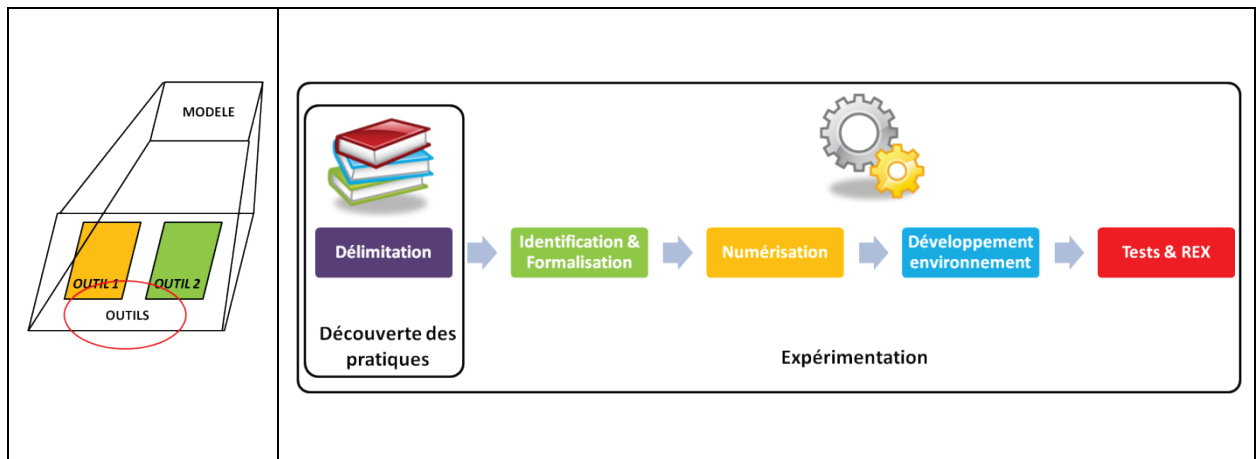 MODELE
OUTIL 1
OUTIL 2
OUTILS
Délimitation
Identification &
Formalisation
Numérisation
Développement
environnement
Tests & REX
Découverte des
pratiques
Expérimentation